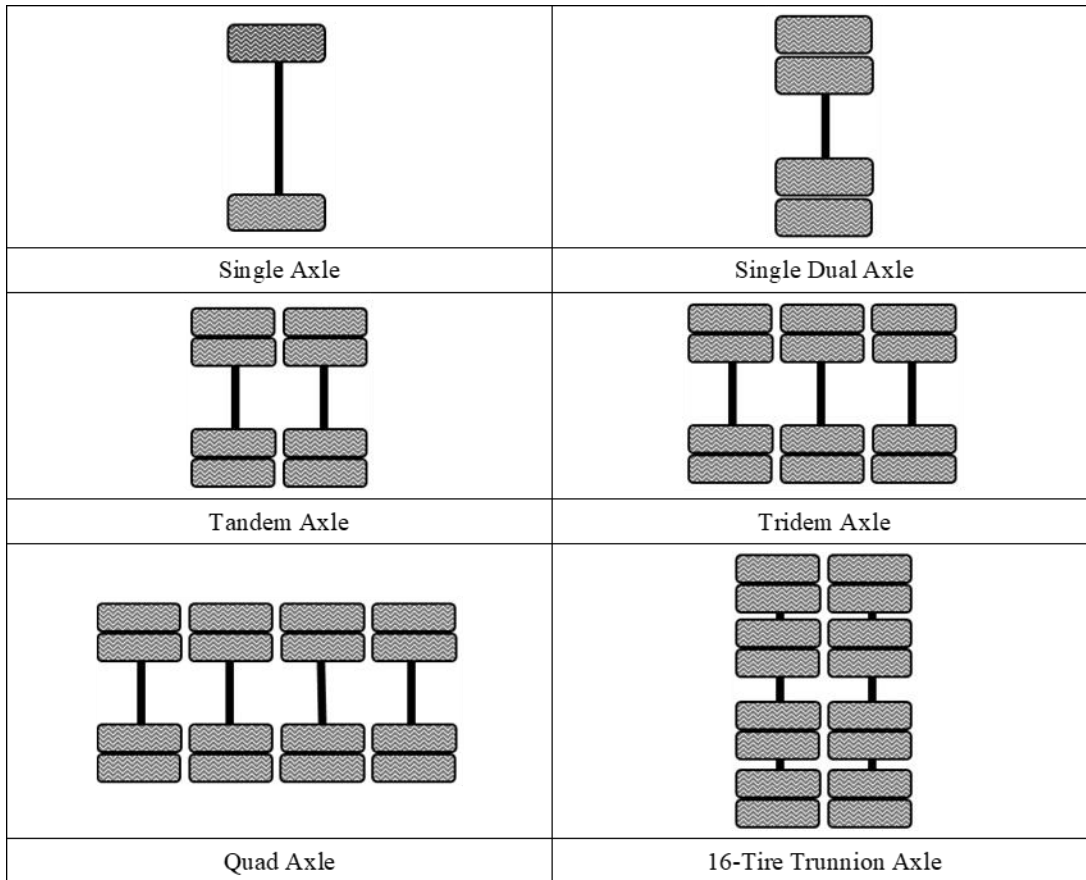 Single Axle
Single Dual Axle
Tandem Axle
Tridem Axle
Quad Axle
16-Tire Trunnion Axle